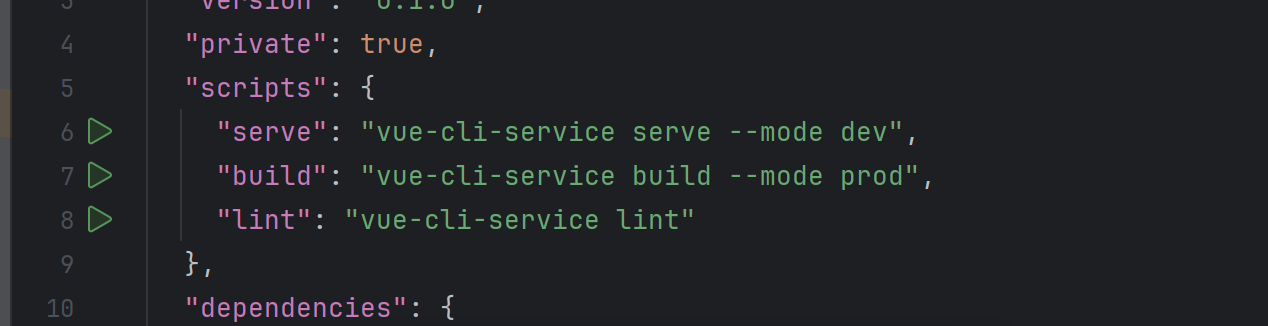 3 "version": "0.1.0",
4 "private": true,
5 "scripts": {
6 "serve": "vue-cli-service serve --mode dev",
7 "build": "vue-cli-service build --mode prod",
8 "lint": "vue-cli-service lint"
9 },
10 "dependencies": {